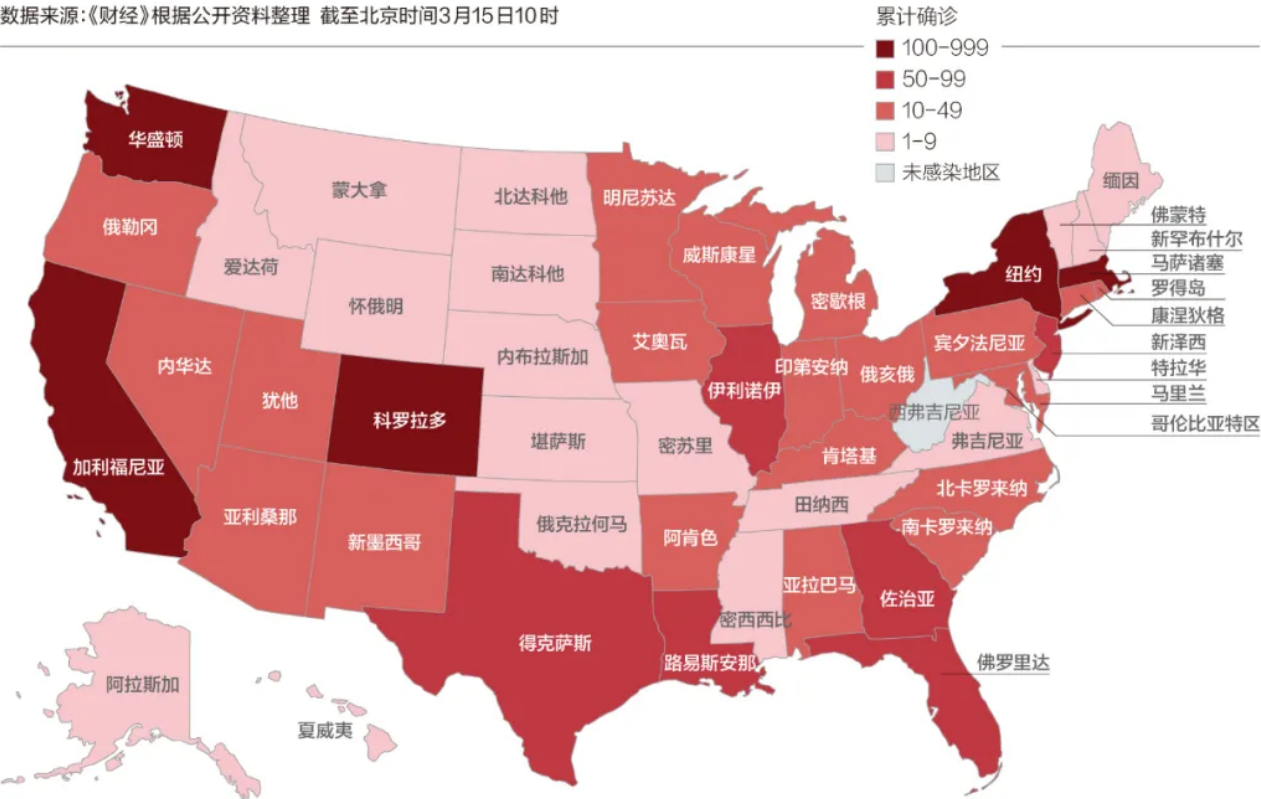 数据来源：《财经》根据公开资料整理 截至北京时间3月15日10时
累计确诊
100-999
50-99
10-49
1-9
未感染地区
华盛顿
蒙大拿
北达科他
明尼苏达
缅因
俄勒冈
佛蒙特
新罕布什尔
威斯康星
马萨诸塞
爱达荷
南达科他
纽约
罗得岛
怀俄明
密歇根
康涅狄格
艾奥瓦
宾夕法尼亚
新泽西
内华达
内布拉斯加
印第安纳
俄亥俄
特拉华
伊利诺伊
马里兰
犹他
科罗拉多
西弗吉尼亚
哥伦比亚特区
堪萨斯
密苏里
弗吉尼亚
加利福尼亚
肯塔基
北卡罗来纳
田纳西
亚利桑那
俄克拉何马
南卡罗来纳
新墨西哥
阿肯色
亚拉巴马
佐治亚
密西西比
得克萨斯
路易斯安那
佛罗里达
阿拉斯加
夏威夷